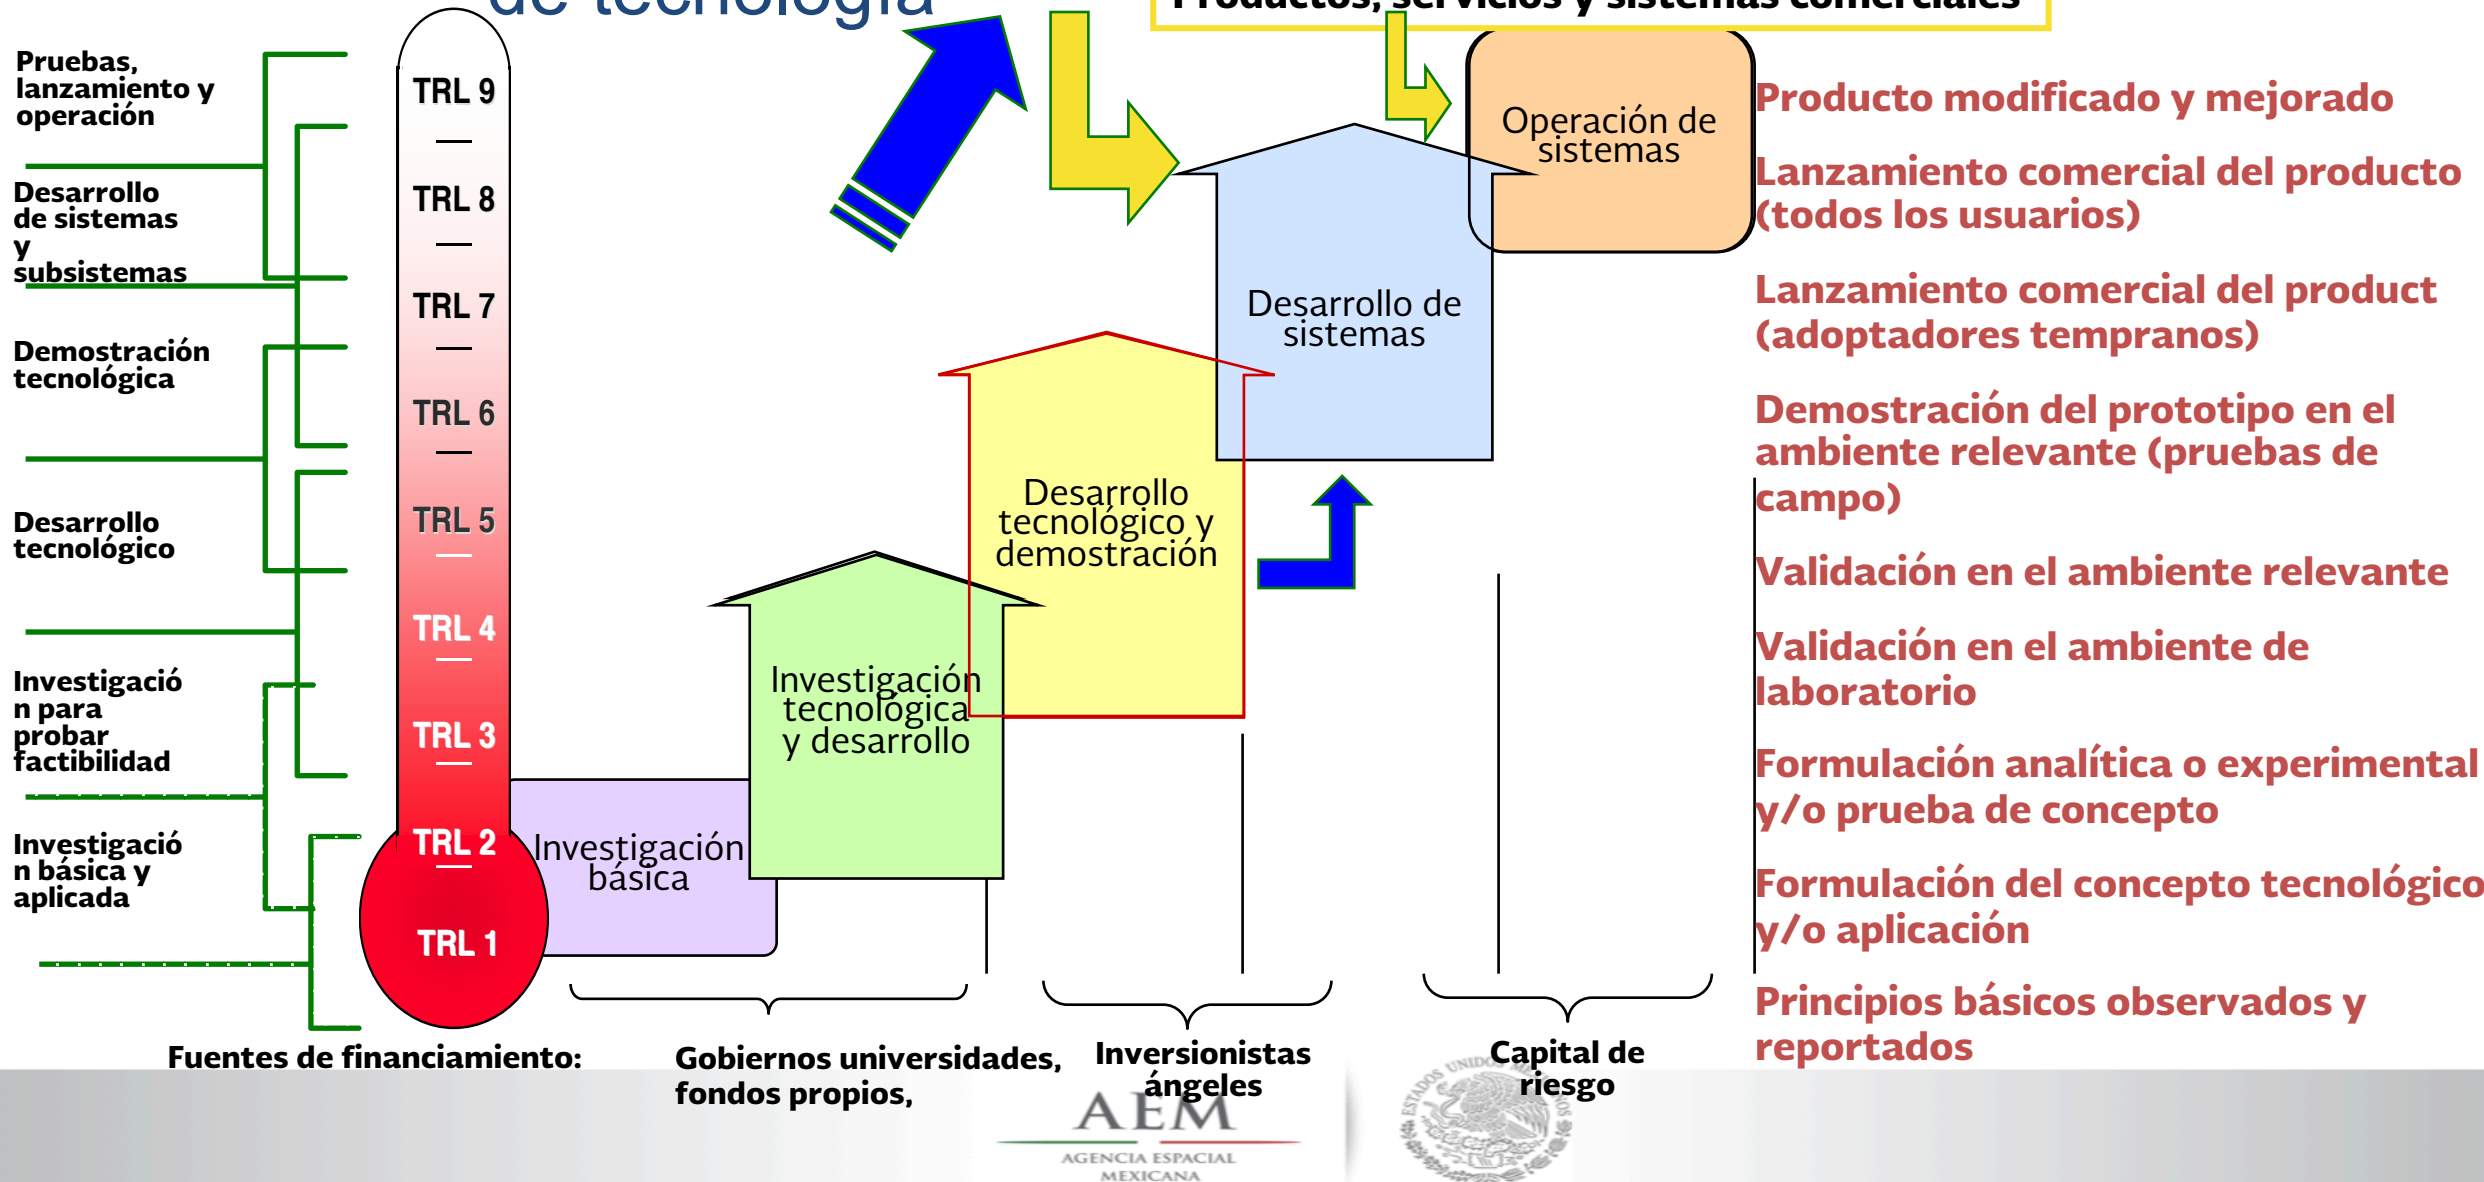 de tecnología
Productos, servicios y sistemas comerciales
Pruebas,
lanzamiento y
operación
Desarrollo
de sistemas
y
subsistemas
Demostración
tecnológica
Desarrollo
tecnológico
Investigació
n para
probar
factibilidad
Investigació
n básica y
aplicada
TRL 9
TRL 8
TRL 7
TRL 6
TRL 5
TRL 4
TRL 3
TRL 2
TRL 1
Investigación
básica
Investigación
tecnológica
y desarrollo
Desarrollo
tecnológico y
demostración
Desarrollo de
sistemas
Operación de
sistemas
Producto modificado y mejorado
Lanzamiento comercial del producto
(todos los usuarios)
Lanzamiento comercial del product
(adoptadores tempranos)
Demostración del prototipo en el
ambiente relevante (pruebas de
campo)
Validación en el ambiente relevante
Validación en el ambiente de
laboratorio
Formulación analítica o experimental
y/o prueba de concepto
Formulación del concepto tecnológico
y/o aplicación
Principios básicos observados y
reportados
Fuentes de financiamiento:
Gobiernos universidades,
fondos propios,
Inversionistas
ángeles
Capital de
riesgo
AEM
AGENCIA ESPACIAL
MEXICANA
ESTADOS UNIDOS MEXICANOS